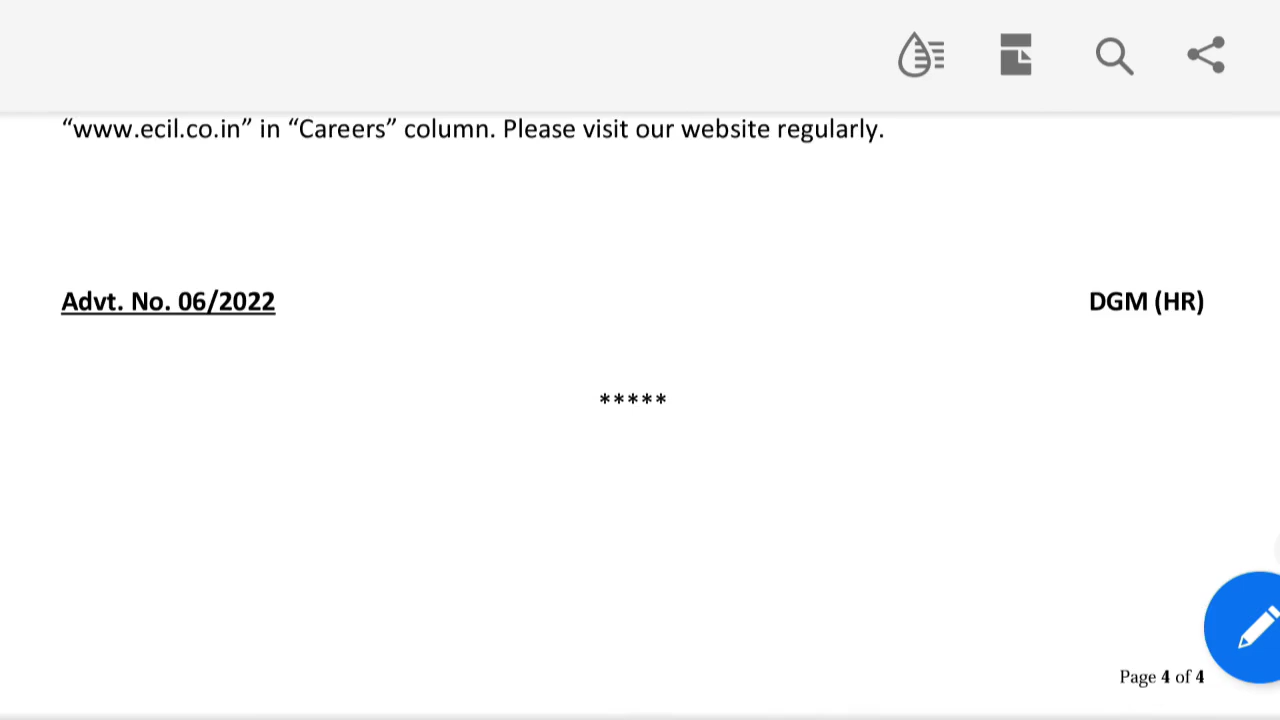 “www.ecil.co.in” in “Careers” column. Please visit our website regularly.
Advt. No. 06/2022 DGM (HR)
*****
Page 4 of 4